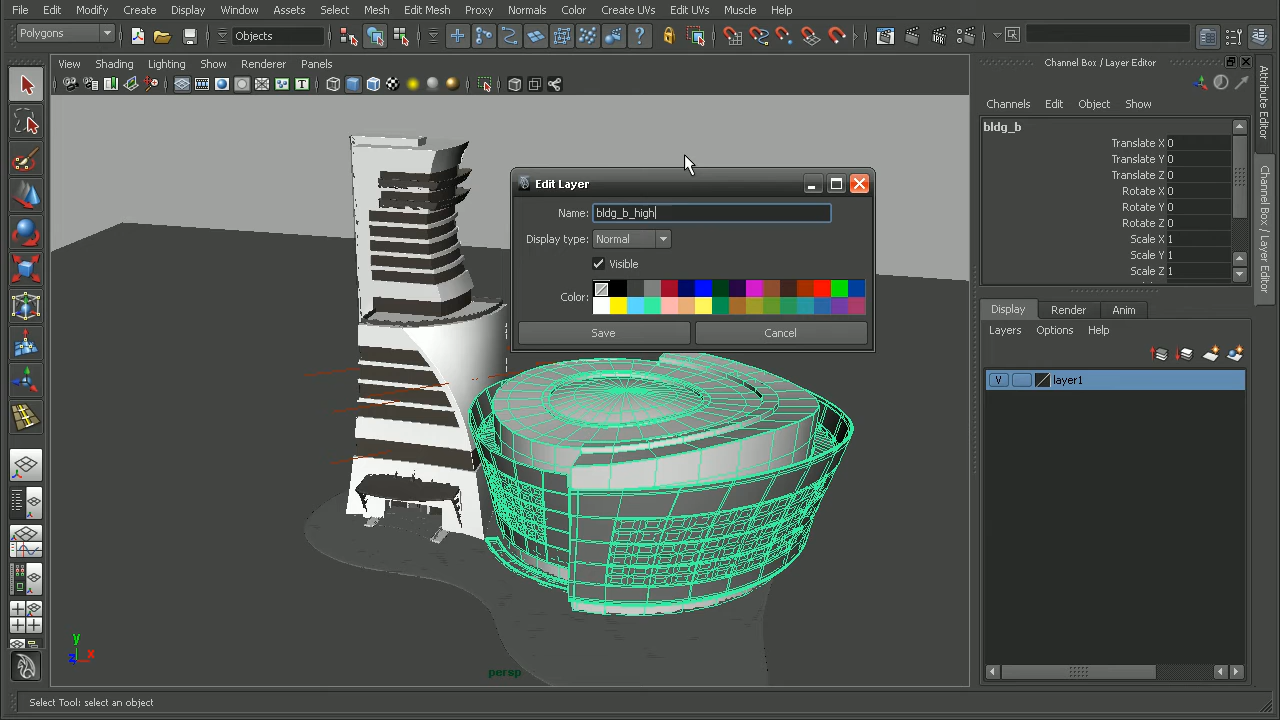 File Edit Modify Create Display Window Assets Select Mesh Edit Mesh Proxy Normals Color Create UVs Edit UVs Muscle Help
Polygons Objects
View Shading Lighting Show Renderer Panels
Channel Box / Layer Editor
Channels Edit Object Show
bldg_b
Translate X 0
Translate Y 0
Translate Z 0
Rotate X 0
Rotate Y 0
Rotate Z 0
Scale X 1
Scale Y 1
Scale Z 1
Attribute Editor
Channel Box / Layer Editor
Edit Layer
Name: bldg_b_high
Display type: Normal
Visible
Color:
Save Cancel
Display Render Anim
Layers Options Help
V layer1
y
z x
persp
Select Tool: select an object